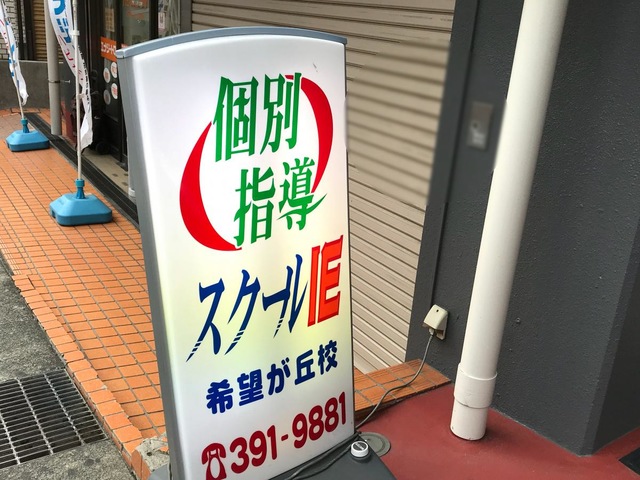 個別
指導
スクールIE
希望が丘校
☎391-9881